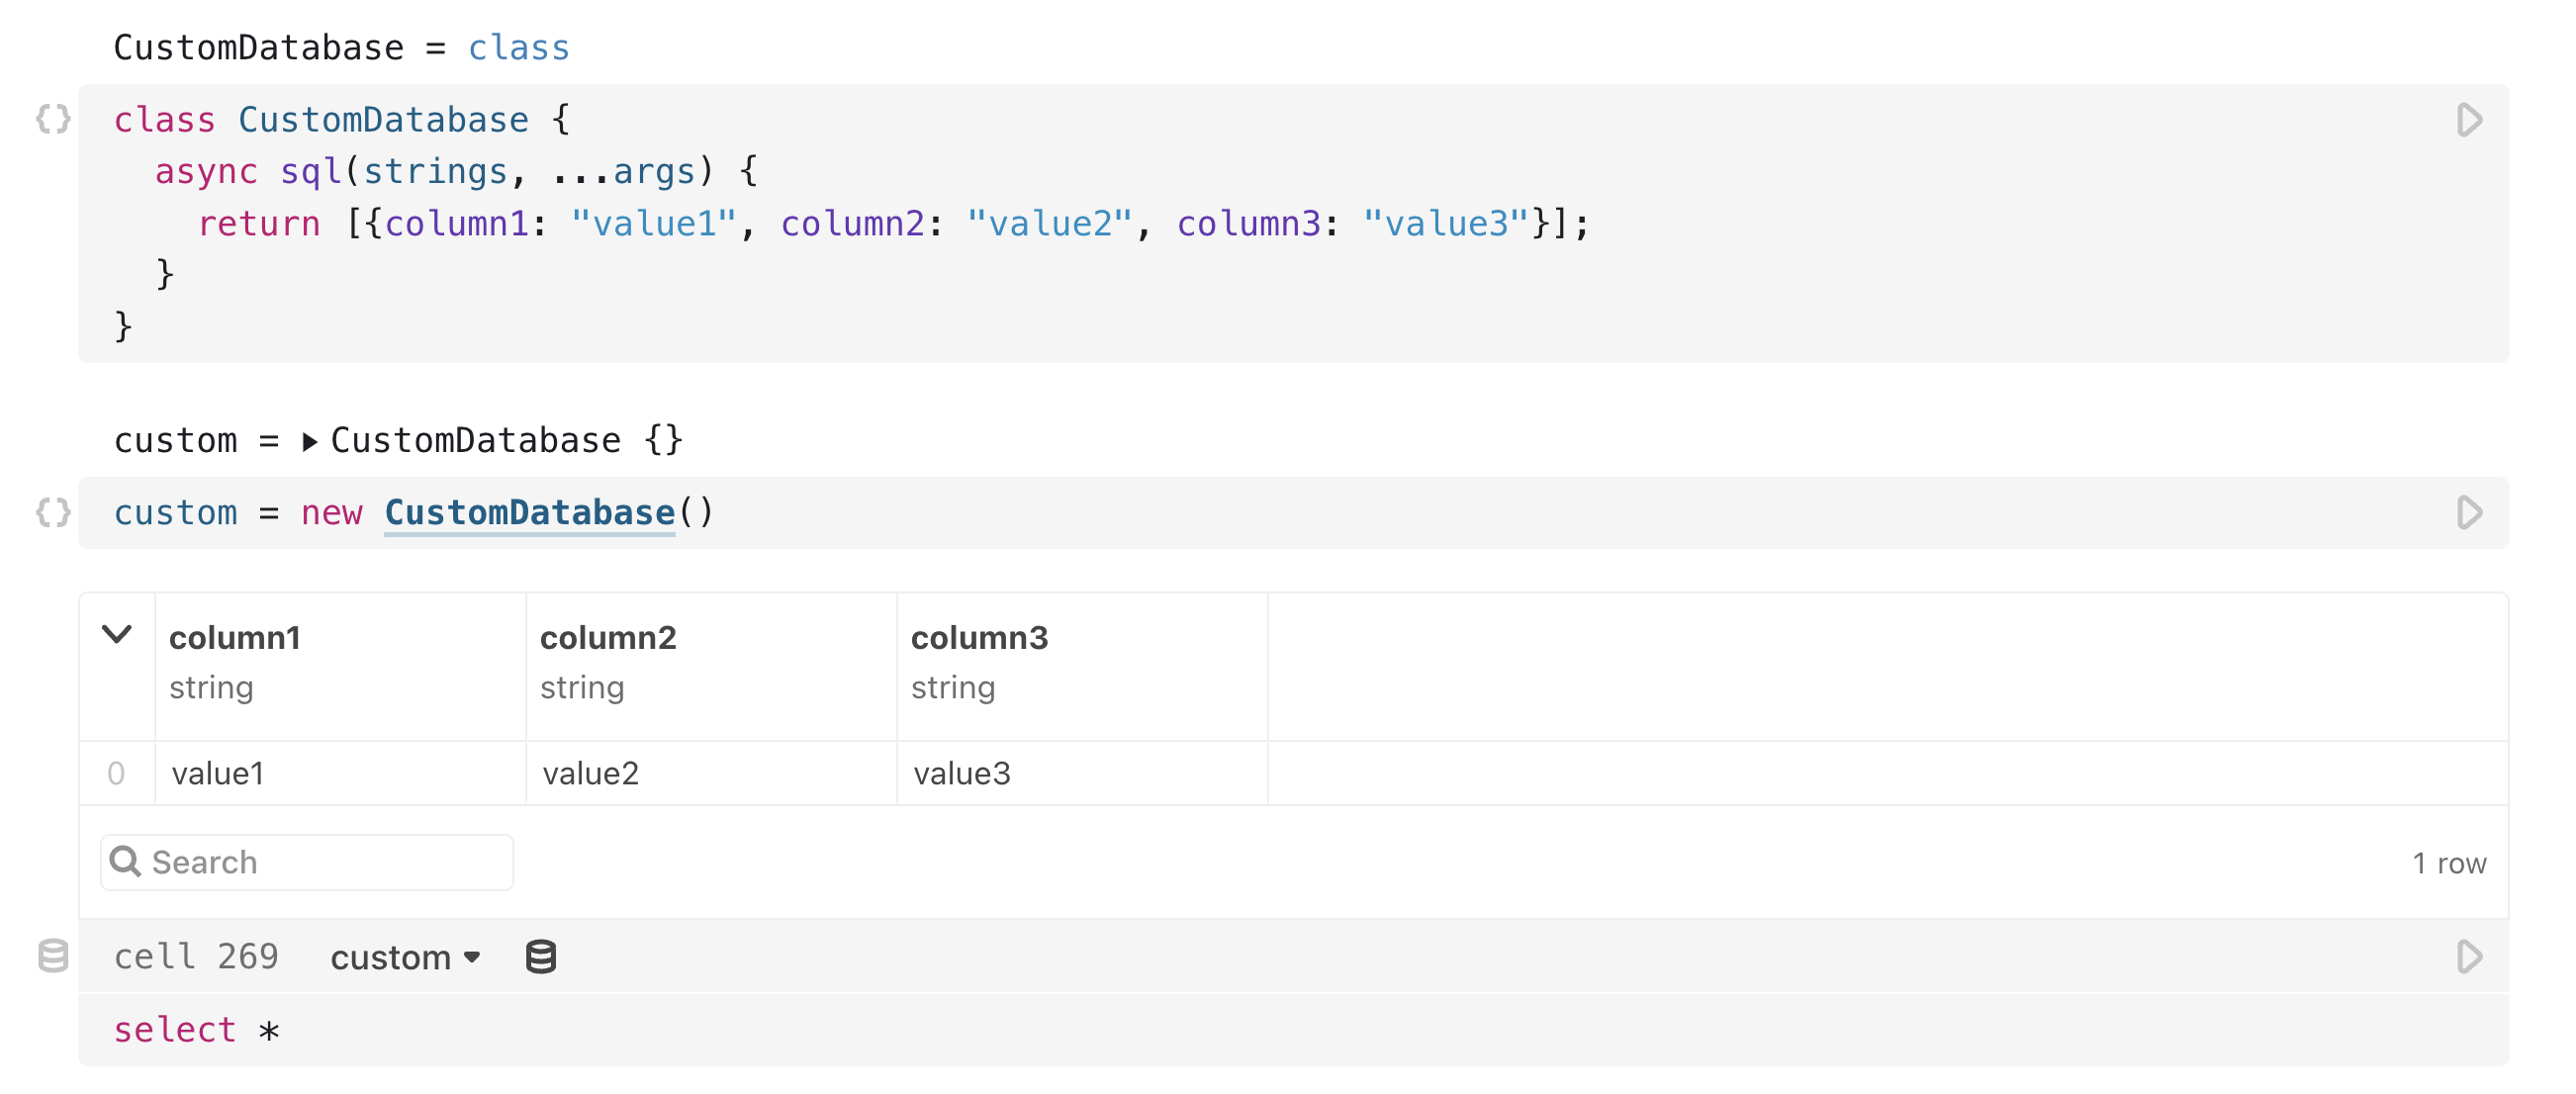 CustomDatabase = class
class CustomDatabase {
  async sql(strings, ...args) {
    return [{column1: "value1", column2: "value2", column3: "value3"}];
  }
}
custom = ▸ CustomDatabase {}
custom = new CustomDatabase()
column1 column2 column3
string string string
0 value1 value2 value3
Search 1 row
cell 269 custom
select *